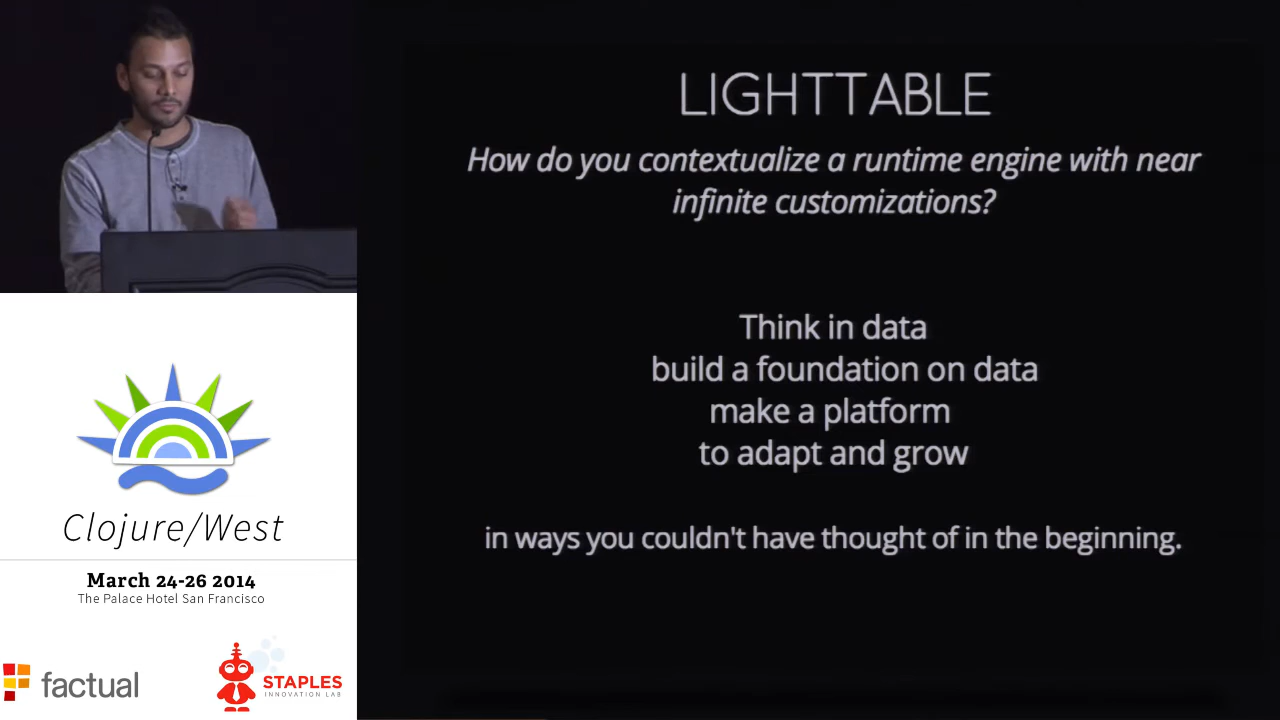 LIGHTTABLE
How do you contextualize a runtime engine with near
infinite customizations?
Think in data
build a foundation on data
make a platform
to adapt and grow
in ways you couldn't have thought of in the beginning.
Clojure/West
March 24-26 2014
The Palace Hotel San Francisco
factual
STAPLES
INNOVATION LAB